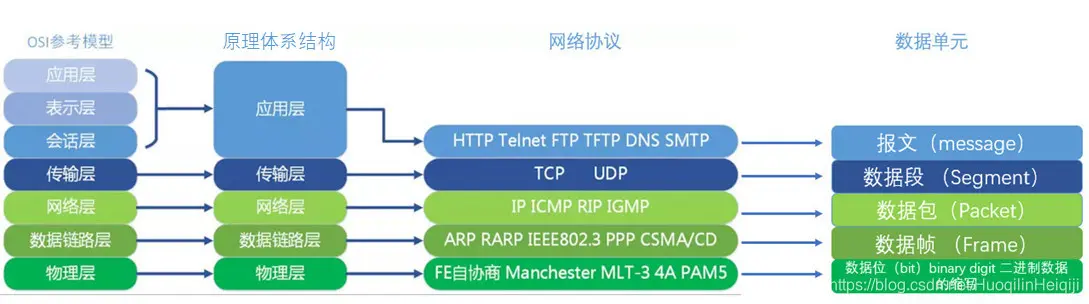 OSI参考模型
原理体系结构
网络协议
数据单元
应用层
表示层
会话层
应用层
HTTP Telnet FTP TFTP DNS SMTP
报文（message）
传输层
传输层
TCP UDP
数据段 （Segment）
网络层
网络层
IP ICMP RIP IGMP
数据包（Packet）
数据链路层
数据链路层
ARP RARP IEEE802.3 PPP CSMA/CD
数据帧 （Frame）
物理层
物理层
FE自协商 Manchester MLT-3 4A PAM5
数据位（bit）binary digit 二进制数据
的缩写
https://blog.csdn.net/HuoqilinHeiqiji